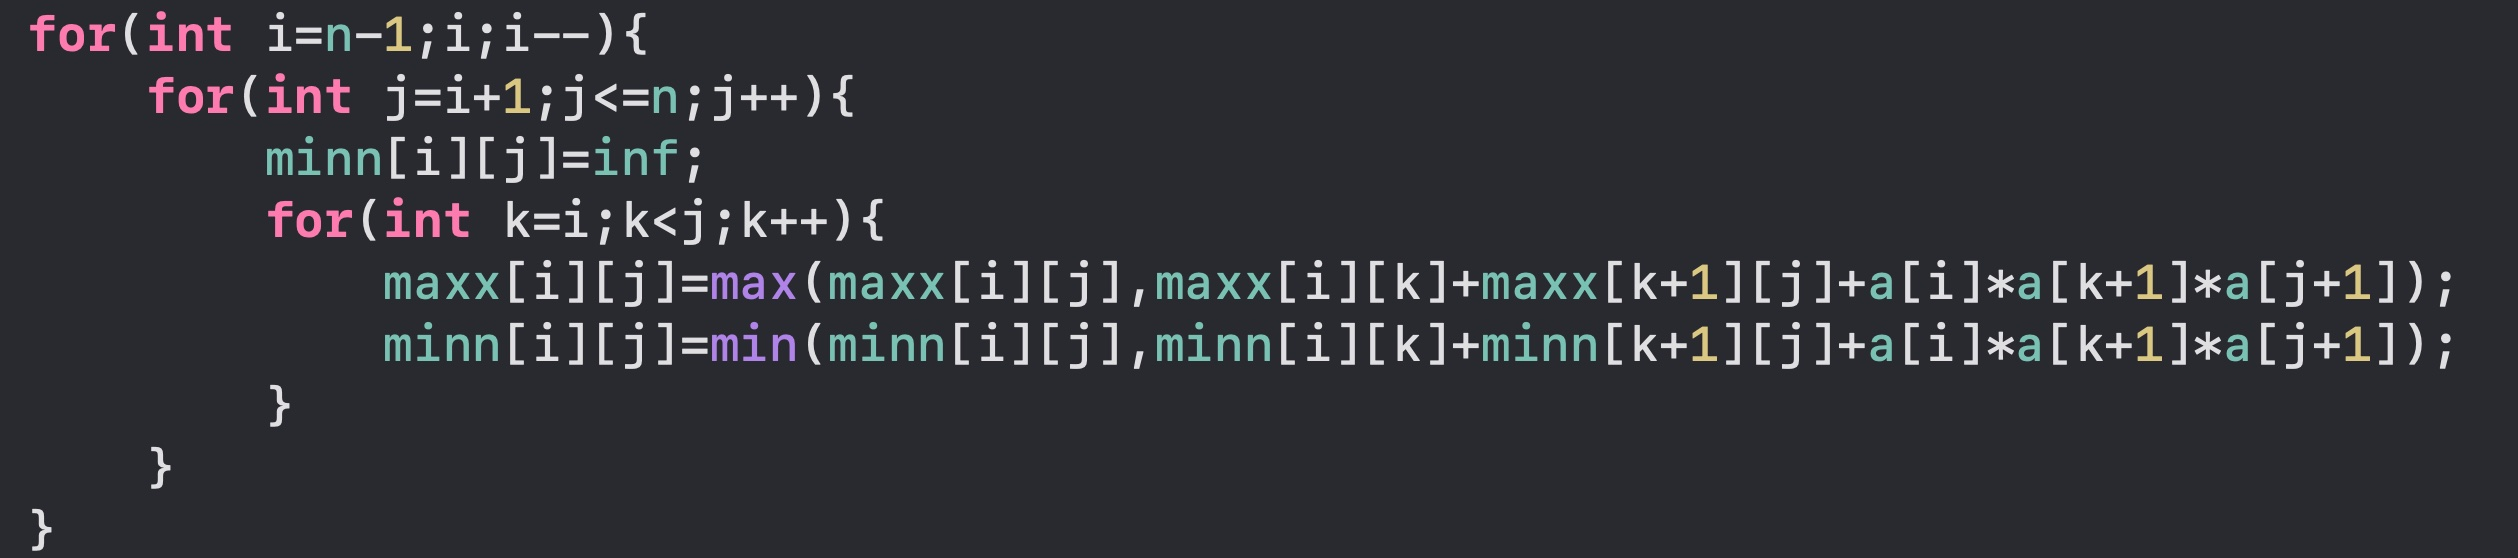 for(int i=n-1;i;i--){
    for(int j=i+1;j<=n;j++){
        minn[i][j]=inf;
        for(int k=i;k<j;k++){
            maxx[i][j]=max(maxx[i][j],maxx[i][k]+maxx[k+1][j]+a[i]*a[k+1]*a[j+1]);
            minn[i][j]=min(minn[i][j],minn[i][k]+minn[k+1][j]+a[i]*a[k+1]*a[j+1]);
        }
    }
}